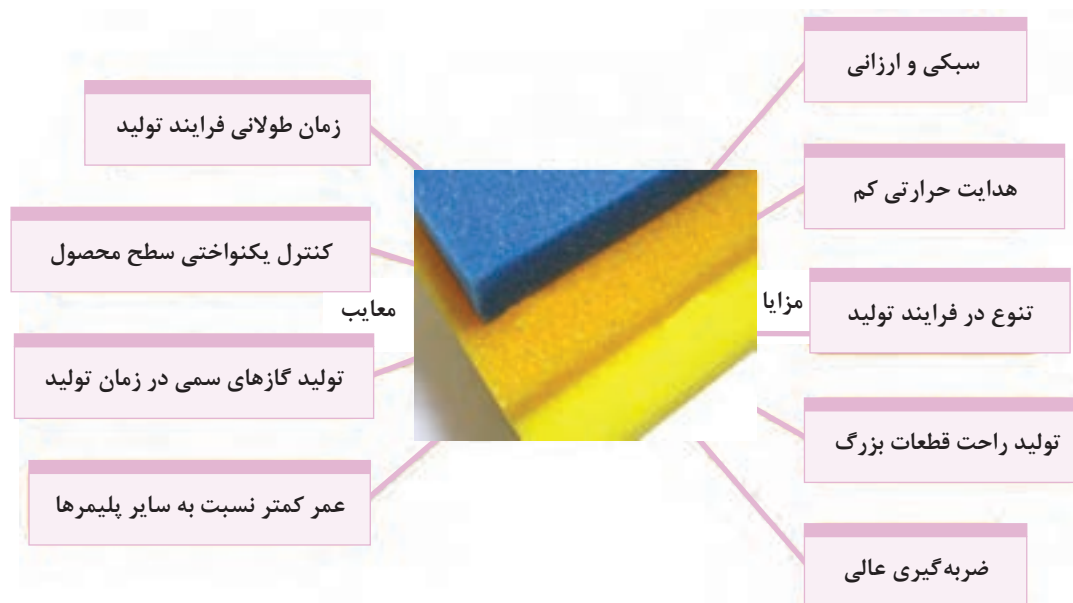 مزایا
سبکی و ارزانی
هدایت حرارتی کم
تنوع در فرایند تولید
تولید راحت قطعات بزرگ
ضربه‌گیری عالی
معایب
زمان طولانی فرایند تولید
کنترل یکنواختی سطح محصول
تولید گازهای سمی در زمان تولید
عمر کمتر نسبت به سایر پلیمرها